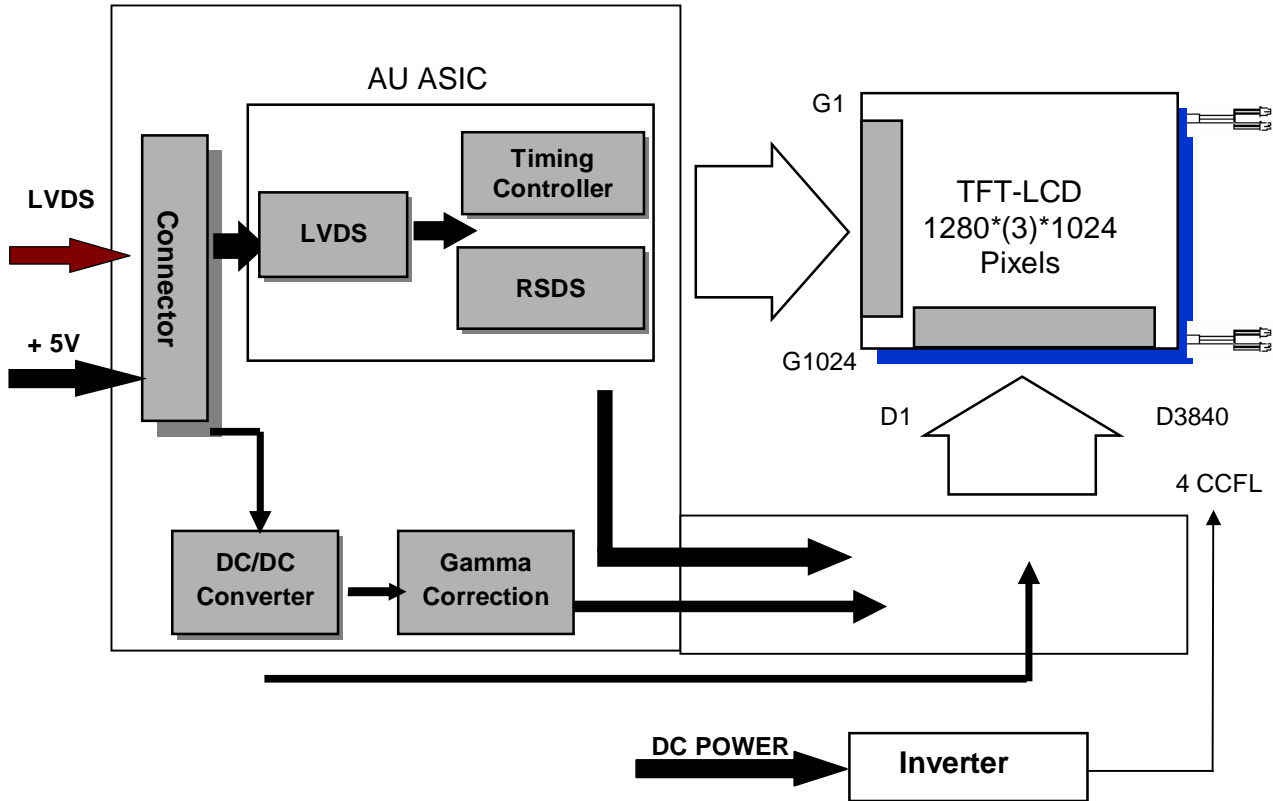 AU ASIC
G1
Timing
Controller
TFT-LCD
1280*(3)*1024
Pixels
LVDS
Connector
LVDS
RSDS
+ 5V
G1024
D1
D3840
4 CCFL
DC/DC
Converter
Gamma
Correction
DC POWER
Inverter